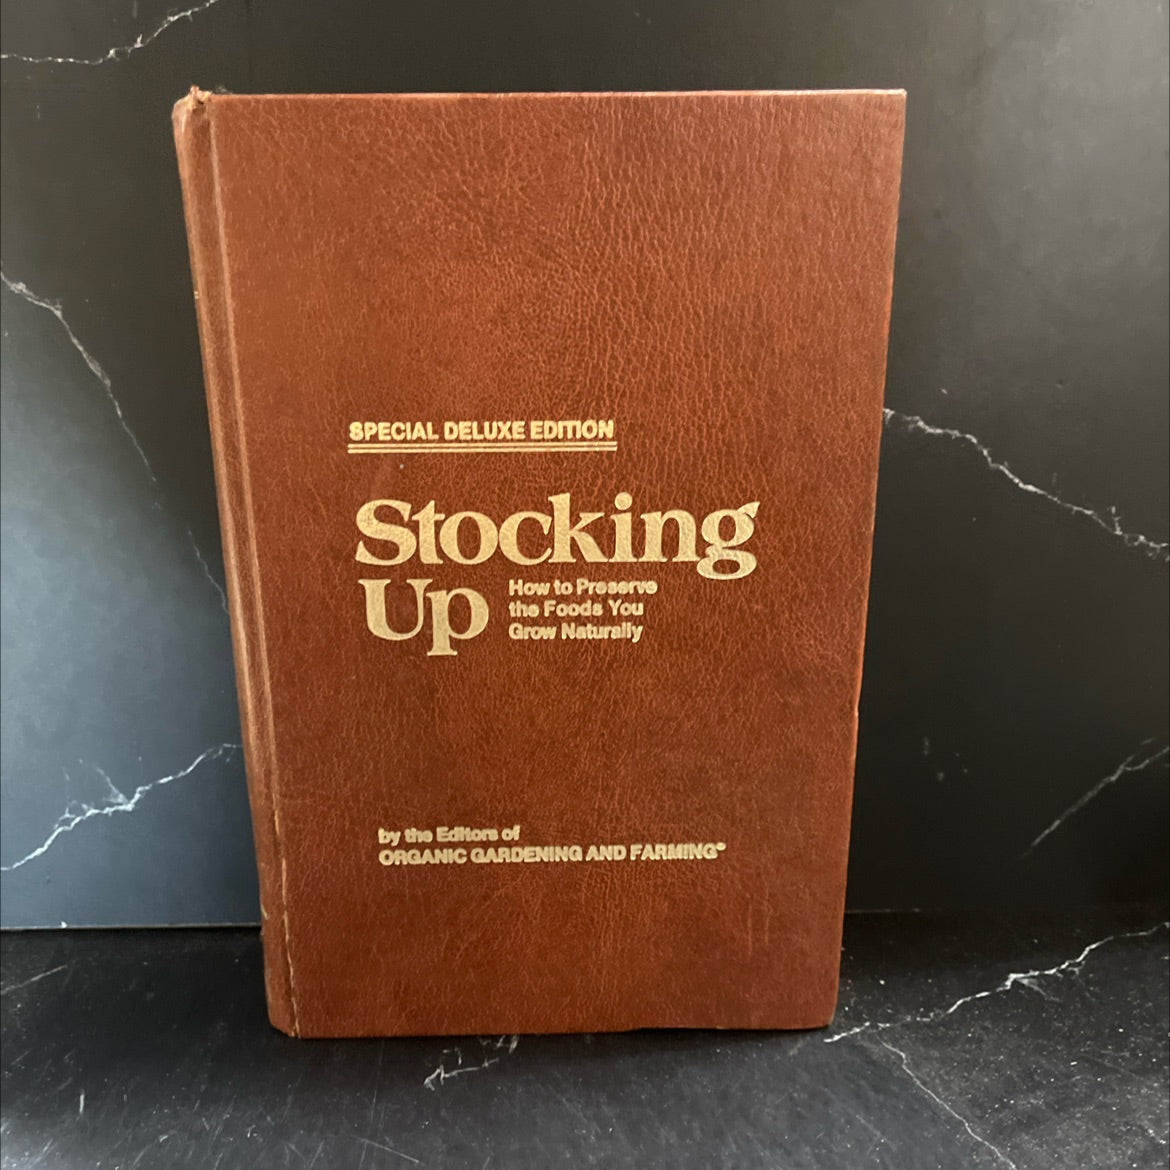 SPECIAL DELUXE EDITION
Stocking
Up
How to Preserve
the Foods You
Grow Naturally
by the Editors of
ORGANIC GARDENING AND FARMING®